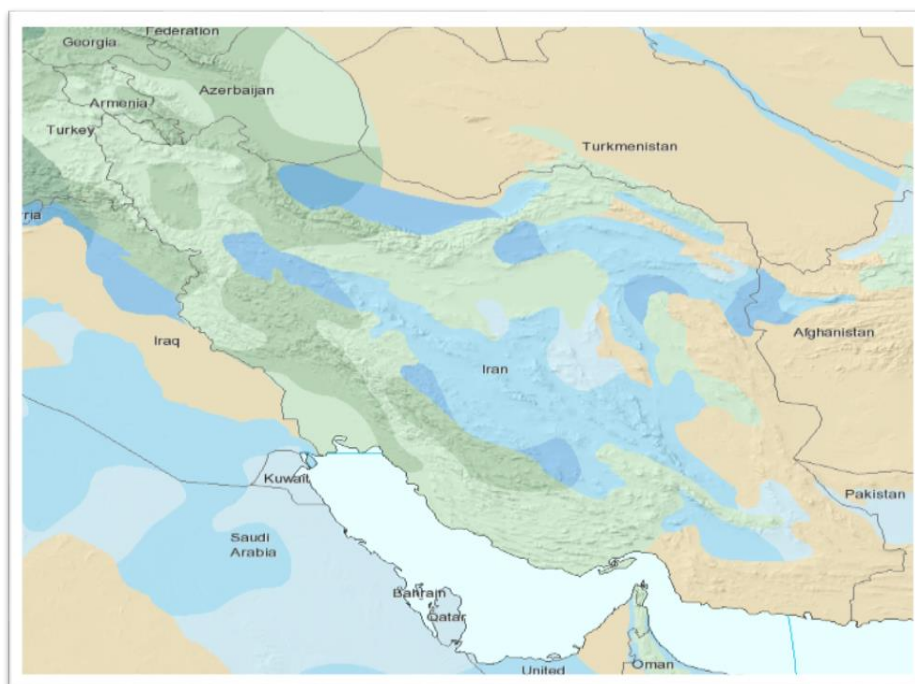 Federation
Georgia
Azerbaijan
Armenia
Turkey
Turkmenistan
ria
Iraq
Afghanistan
Iran
Kuwait
Pakistan
Saudi
Arabia
Bahrain
Qatar
United
Oman